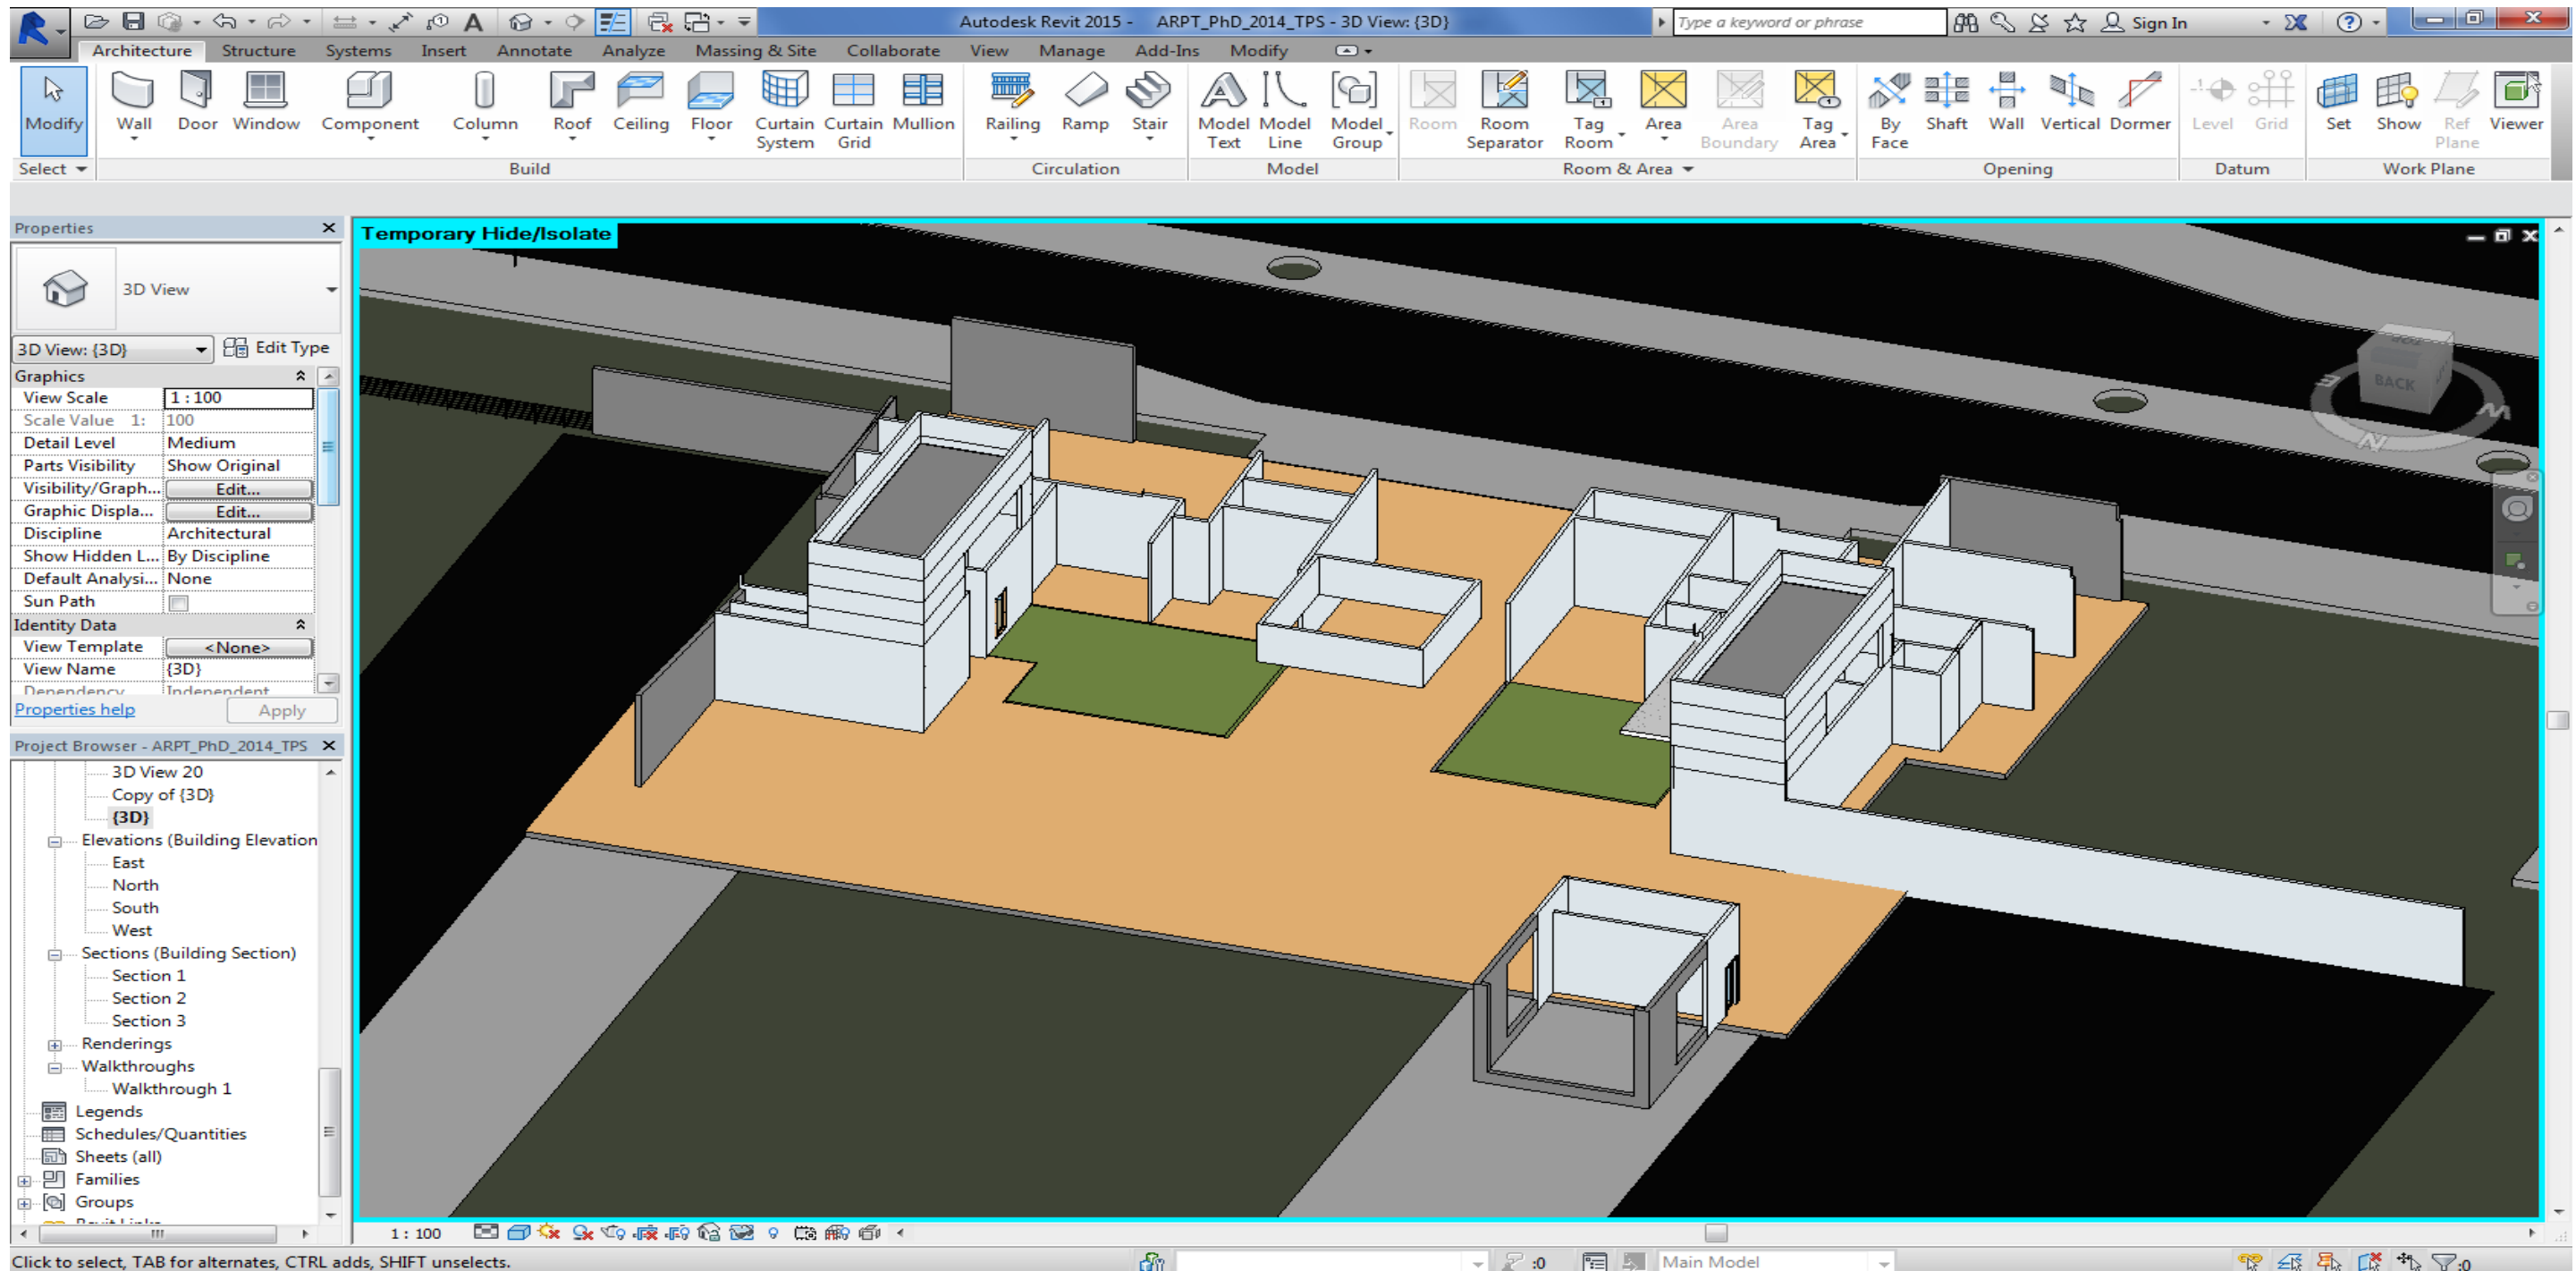 Autodesk Revit 2015 - ARPT_PhD_2014_TPS - 3D View: {3D}
Type a keyword or phrase
Sign In
Architecture Structure Systems Insert Annotate Analyze Massing & Site Collaborate View Manage Add-Ins Modify
Modify Wall Door Window Component Column Roof Ceiling Floor Curtain System Curtain Grid Mullion Railing Ramp Stair Model Text Model Line Model Group Room Room Separator Tag Room Area Area Boundary Tag Area By Face Shaft Wall Vertical Dormer Level Grid Set Show Ref Plane Viewer
Select Build Circulation Model Room & Area Opening Datum Work Plane
Properties
3D View
3D View: {3D} Edit Type
Graphics
View Scale 1 : 100
Scale Value 1: 100
Detail Level Medium
Parts Visibility Show Original
Visibility/Graph... Edit...
Graphic Displa... Edit...
Discipline Architectural
Show Hidden L... By Discipline
Default Analysi... None
Sun Path
Identity Data
View Template <None>
View Name {3D}
Dependency Independent
Properties help Apply
Project Browser - ARPT_PhD_2014_TPS
3D View 20
Copy of {3D}
{3D}
Elevations (Building Elevation
East
North
South
West
Sections (Building Section)
Section 1
Section 2
Section 3
Renderings
Walkthroughs
Walkthrough 1
Legends
Schedules/Quantities
Sheets (all)
Families
Groups
Temporary Hide/Isolate
TOP
BACK
E
W
N
1 : 100
Click to select, TAB for alternates, CTRL adds, SHIFT unselects.
:0
Main Model
:0